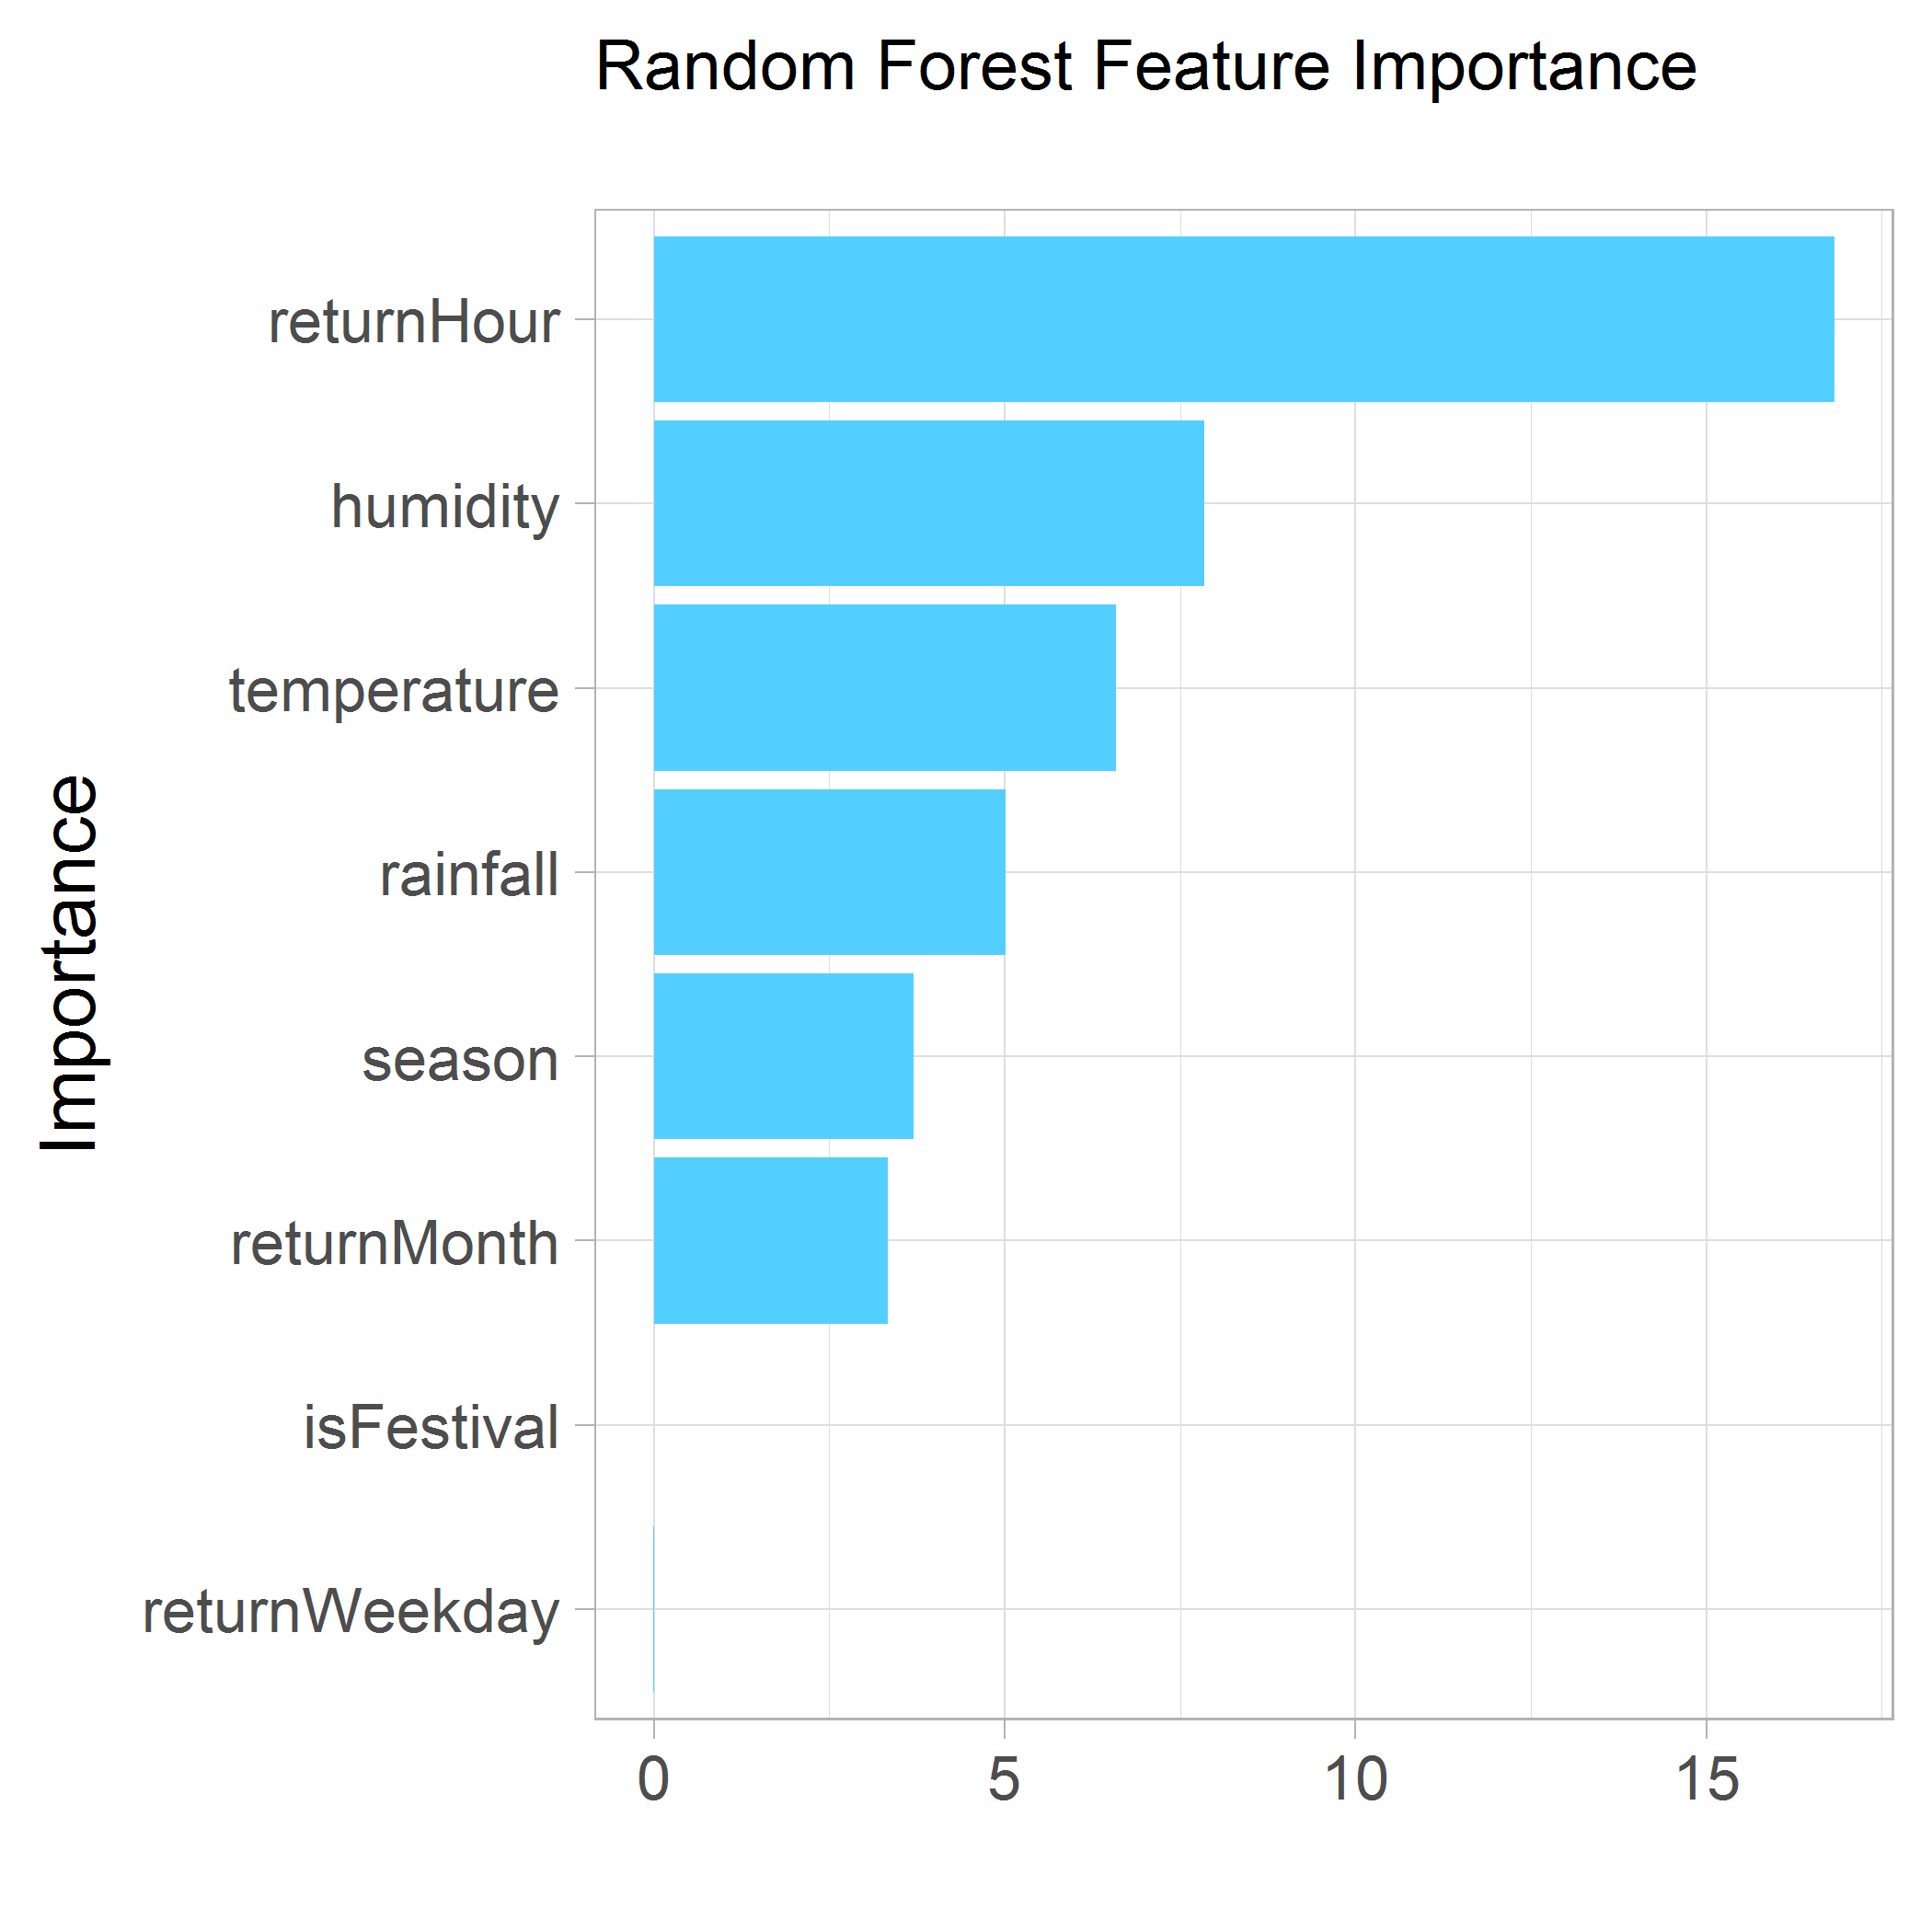 Random Forest Feature Importance
Importance
returnHour
humidity
temperature
rainfall
season
returnMonth
isFestival
returnWeekday
0 5 10 15